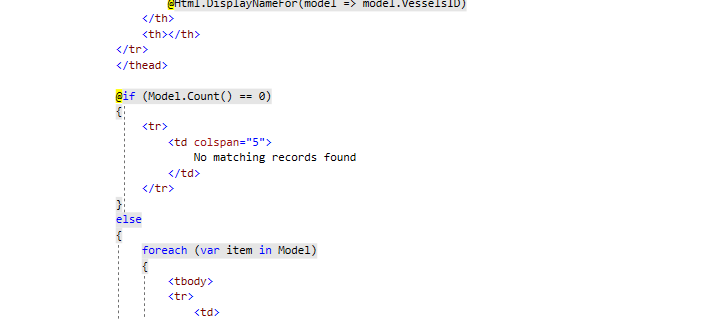 @Html.DisplayNameFor(model => model.VesselsID)
</th>
<th></th>
</tr>
</thead>
@if (Model.Count() == 0)
{
<tr>
<td colspan="5">
No matching records found
</td>
</tr>
}
else
{
foreach (var item in Model)
{
<tbody>
<tr>
<td>